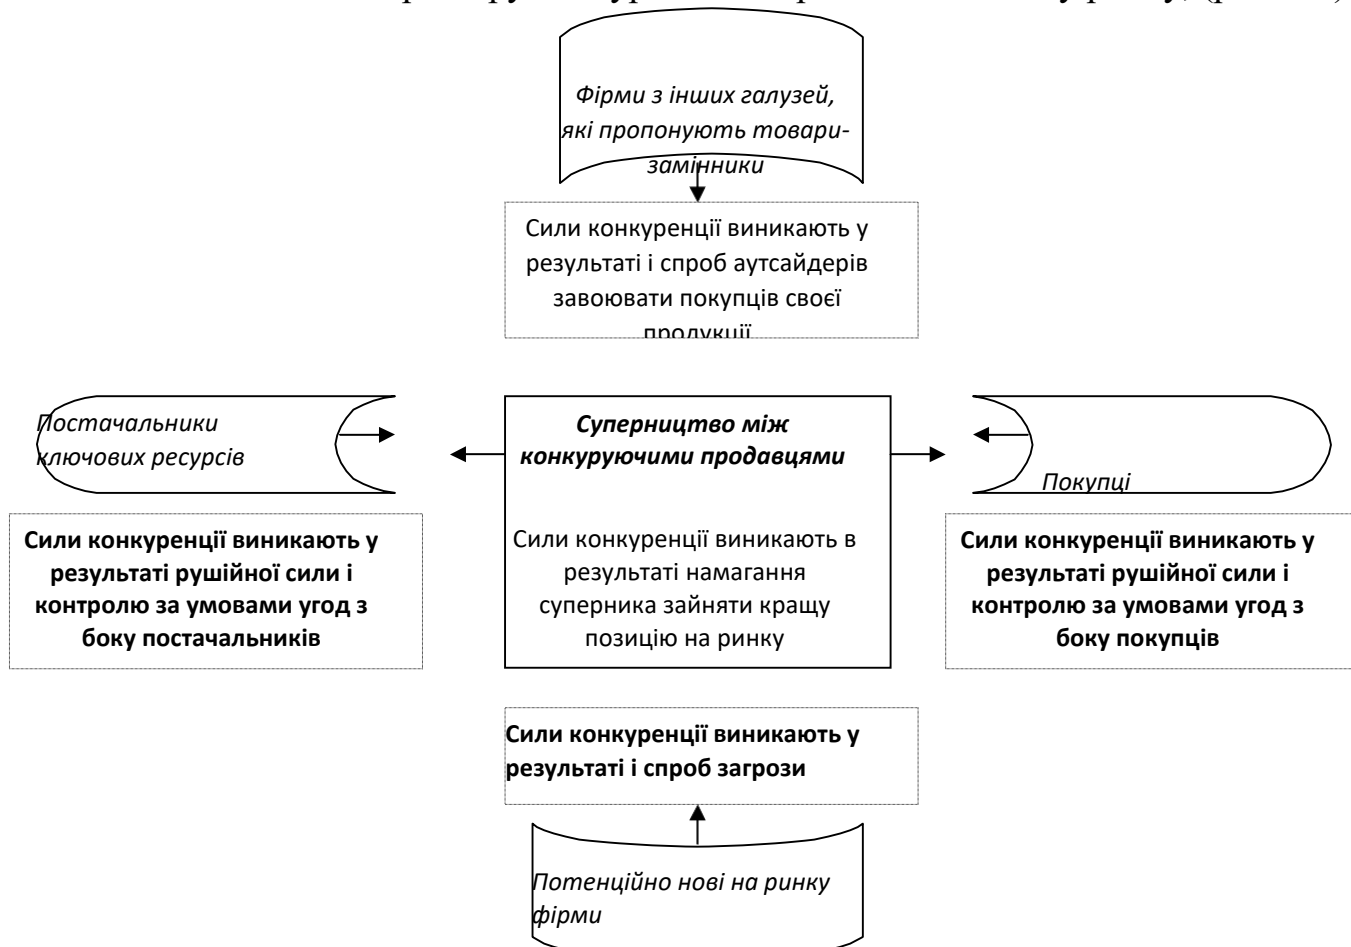 Фірми з інших галузей,
які пропонують товари-
замінники
Сили конкуренції виникають у
результаті і спроб аутсайдерів
завоювати покупців своєї
продукції
Постачальники
ключових ресурсів
Суперництво між
конкуруючими продавцями
Покупці
Сили конкуренції виникають у
результаті рушійної сили і
контролю за умовами угод з
боку постачальників
Сили конкуренції виникають в
результаті намагання
суперника зайняти кращу
позицію на ринку
Сили конкуренції виникають у
результаті рушійної сили і
контролю за умовами угод з
боку покупців
Сили конкуренції виникають у
результаті і спроб загрози
Потенційно нові на ринку
фірми